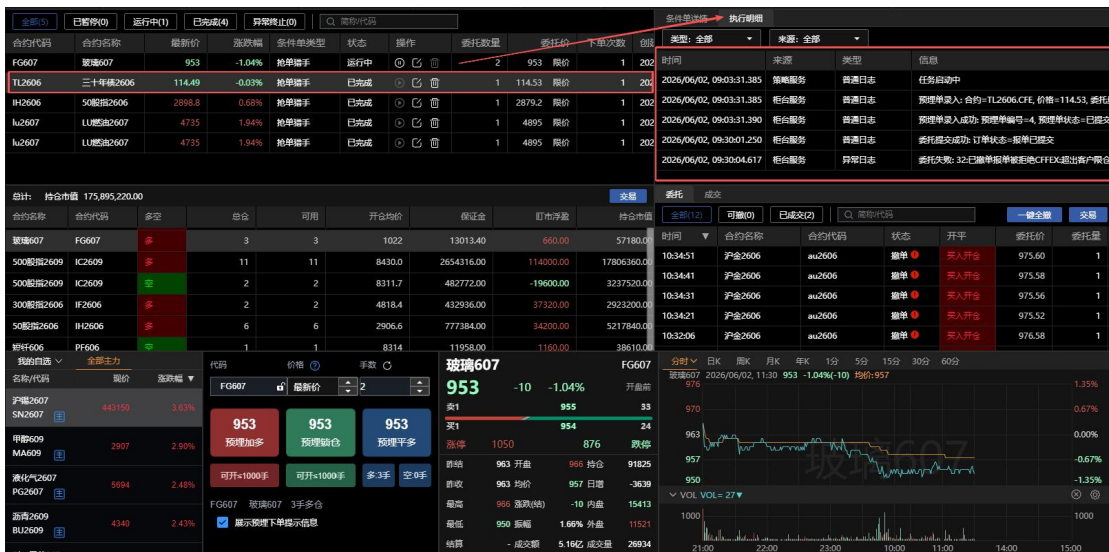 全部(5) 已暂停(0) 运行中(1) 已完成(4) 异常终止(0) 简称/代码
合约代码 合约名称 最新价 涨跌幅 条件单类型 状态 操作 委托数量 委托价 下单次数 创建
FG607 玻璃607 953 -1.04% 抢单猎手 运行中 2 953 限价 1 202
TL2606 三十年债2606 114.49 -0.03% 抢单猎手 已完成 1 114.53 限价 1 202
IH2606 50股指2606 2898.8 0.68% 抢单猎手 已完成 1 2879.2 限价 1 202
lu2607 LU燃油2607 4735 1.94% 抢单猎手 已完成 1 4895 限价 1 202
lu2607 LU燃油2607 4735 1.94% 抢单猎手 已完成 1 4895 限价 1 202
条件单详情 执行明细
类型: 全部 来源: 全部
时间 来源 类型 信息
2026/06/02, 09:03:31.385 策略服务 普通日志 任务启动中
2026/06/02, 09:03:31.385 柜台服务 普通日志 预埋单录入: 合约=TL2606.CFE, 价格=114.53, 委托
2026/06/02, 09:03:31.390 柜台服务 普通日志 预埋单录入成功: 预埋单编号=4, 预埋单状态=已提交
2026/06/02, 09:30:01.250 柜台服务 普通日志 委托提交成功: 订单状态=报单已提交
2026/06/02, 09:30:04.617 柜台服务 异常日志 委托失败: 32:已撤单报单被拒绝CFFEX:超出客户限仓
总计: 持仓市值 175,895,220.00 交易
合约名称 合约代码 多空 总仓 可用 开仓均价 保证金 盯市浮盈 持仓市值
玻璃607 FG607 多 3 3 1022 13013.40 660.00 57180.00
500股指2609 IC2609 多 11 11 8430.0 2654316.00 114000.00 17806360.00
500股指2609 IC2609 空 2 2 8311.7 482772.00 -19600.00 3237520.00
300股指2606 IF2606 多 2 2 4818.4 432936.00 37320.00 2923200.00
50股指2606 IH2606 多 6 6 2906.6 777384.00 34200.00 5217840.00
短纤606 PF606 空 1 1 8314 11958.00 1160.00 38610.00
委托 成交
全部(12) 可撤(0) 已成交(2) 简称/代码 一键全撤 交易
时间 ▼ 合约名称 合约代码 状态 开平 委托价 委托量
10:34:51 沪金2606 au2606 撤单 买入开仓 975.60 1
10:34:41 沪金2606 au2606 撤单 买入开仓 975.58 1
10:34:31 沪金2606 au2606 撤单 买入开仓 975.56 1
10:34:21 沪金2606 au2606 撤单 买入开仓 975.52 1
10:32:06 沪金2606 au2606 撤单 买入开仓 976.58 1
我的自选 全部主力
名称/代码 现价 涨跌幅 ▼
沪锡2607
SN2607 主 443150 3.63%
甲醇609
MA609 主 2907 2.90%
液化气2607
PG2607 主 5694 2.48%
沥青2609
BU2609 主 4340 2.43%
代码 价格 手数
FG607 最新价 2
953 953 953
预埋加多 预埋锁仓 预埋平多
可开≤1000手 可开≤1000手 多:3手 空:0手
FG607 玻璃607 3手多仓
展示预埋下单提示信息
玻璃607 FG607
953 -10 -1.04% 开盘前
卖1 955 33
买1 954 24
涨停 1050 876 跌停
昨结 963 开盘 966 持仓 91825
昨收 963 均价 957 日增 -3639
最高 966 涨跌(结) -10 内盘 15413
最低 950 振幅 1.66% 外盘 11521
结算 - 成交额 5.16亿 成交量 26934
分时 日K 周K 月K 年K 1分 5分 15分 30分 60分
玻璃607 2026/06/02, 11:30 953 -1.04%(-10) 均价:957
976 1.35%
970 0.67%
963 0.00%
957 -0.67%
950 -1.35%
玻璃607
VOL VOL= 27▼
1000 1000
21:00 22:00 23:00 10:00 11:00 14:00 15:00